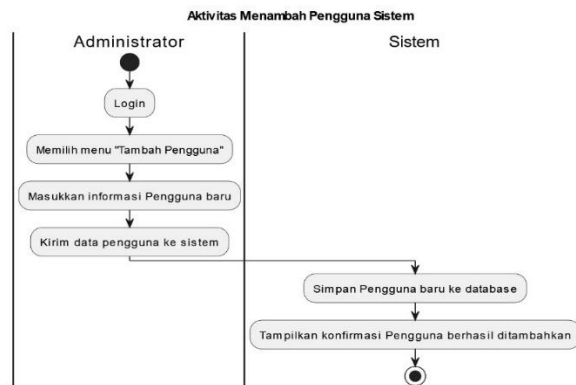 Aktivitas Menambah Pengguna Sistem
Administrator
Sistem
Login
Memilih menu "Tambah Pengguna"
Masukkan informasi Pengguna baru
Kirim data pengguna ke sistem
Simpan Pengguna baru ke database
Tampilkan konfirmasi Pengguna berhasil ditambahkan